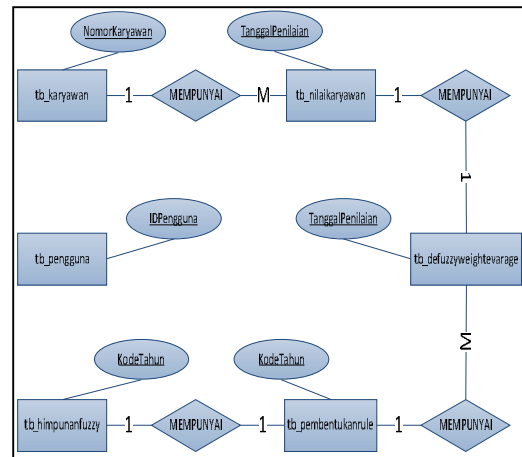 NomorKaryawan
TanggalPenilaian
tb_karyawan
1
MEMPUNYAI
M
tb_nilaikaryawan
1
MEMPUNYAI
1
IDPengguna
TanggalPenilaian
tb_pengguna
tb_defuzzyweightevarage
M
KodeTahun
KodeTahun
tb_himpunanfuzzy
1
MEMPUNYAI
1
tb_pembentukanrule
1
MEMPUNYAI